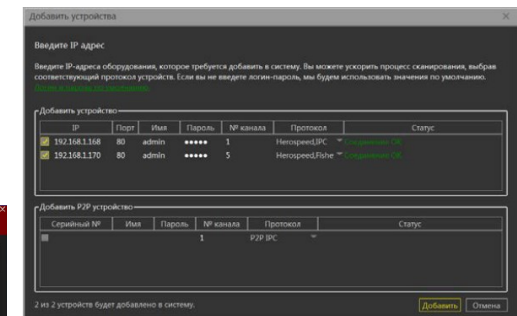 Добавить устройства
Введите IP адрес
Введите IP-адреса оборудования, которое требуется добавить в систему. Вы можете ускорить процесс сканирования, выбрав
соответствующий протокол устройств. Если вы не введете логин-пароль, мы будем использовать значения по умолчанию.
Добавить устройство
IP Порт Имя Пароль № канала Протокол Статус
192.168.1.168 80 admin ●●●●● 1 Herospeed,IPC Соединение ОК.
192.168.1.170 80 admin ●●●●● 5 Herospeed,Fishe Соединение ОК.
Добавить P2P устройство
Серийный № Имя Пароль № канала Протокол Статус
1 P2P IPC
2 из 2 устройств будет добавлено в систему.
Добавить Отмена